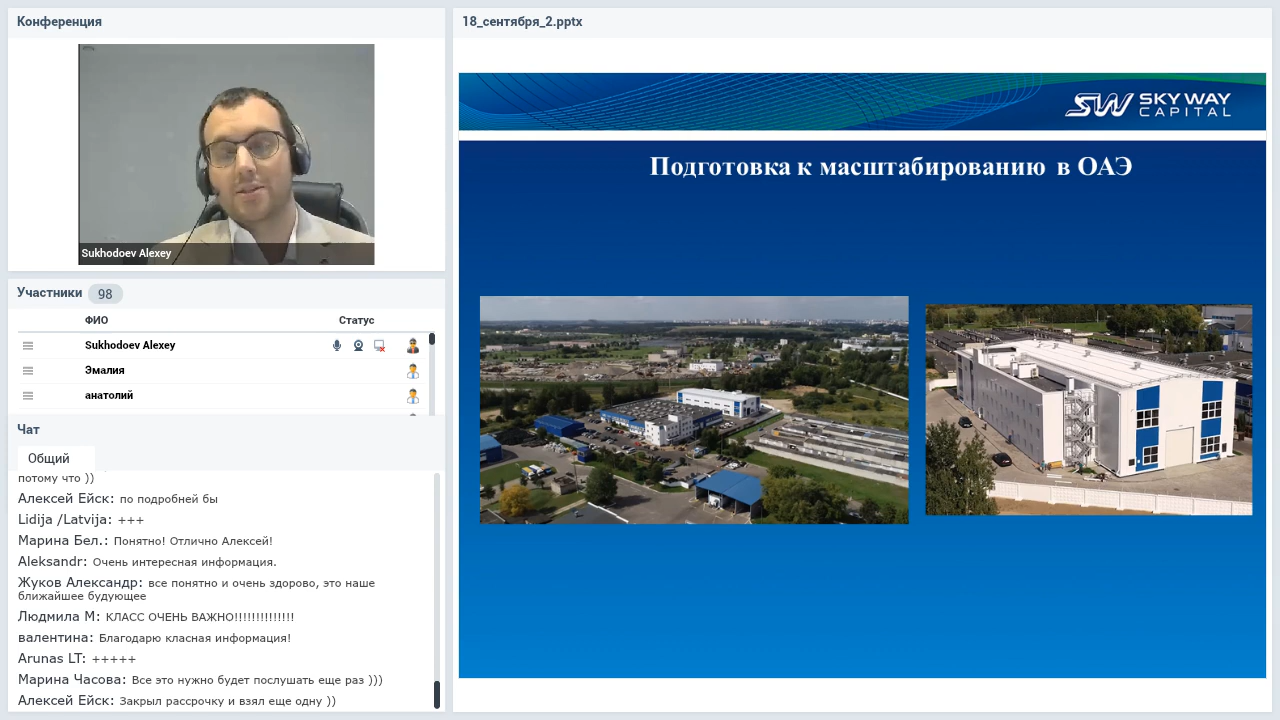 Конференция
Sukhodoev Alexey
Участники 98
ФИО Статус
Sukhodoev Alexey
Эмалия
анатолий
Чат
Общий
потому что ))
Алексей Ейск: по подробней бы
Lidija /Latvija: +++
Марина Бел.: Понятно! Отлично Алексей!
Aleksandr: Очень интересная информация.
Жуков Александр: все понятно и очень здорово, это наше
ближайшее будующее
Людмила М: КЛАСС ОЧЕНЬ ВАЖНО!!!!!!!!!!!!!!
валентина: Благодарю класная информация!
Arunas LT: +++++
Марина Часова: Все это нужно будет послушать еще раз )))
Алексей Ейск: Закрыл рассрочку и взял еще одну ))
18_сентября_2.pptx
SW SKY WAY
CAPITAL
Подготовка к масштабированию в ОАЭ